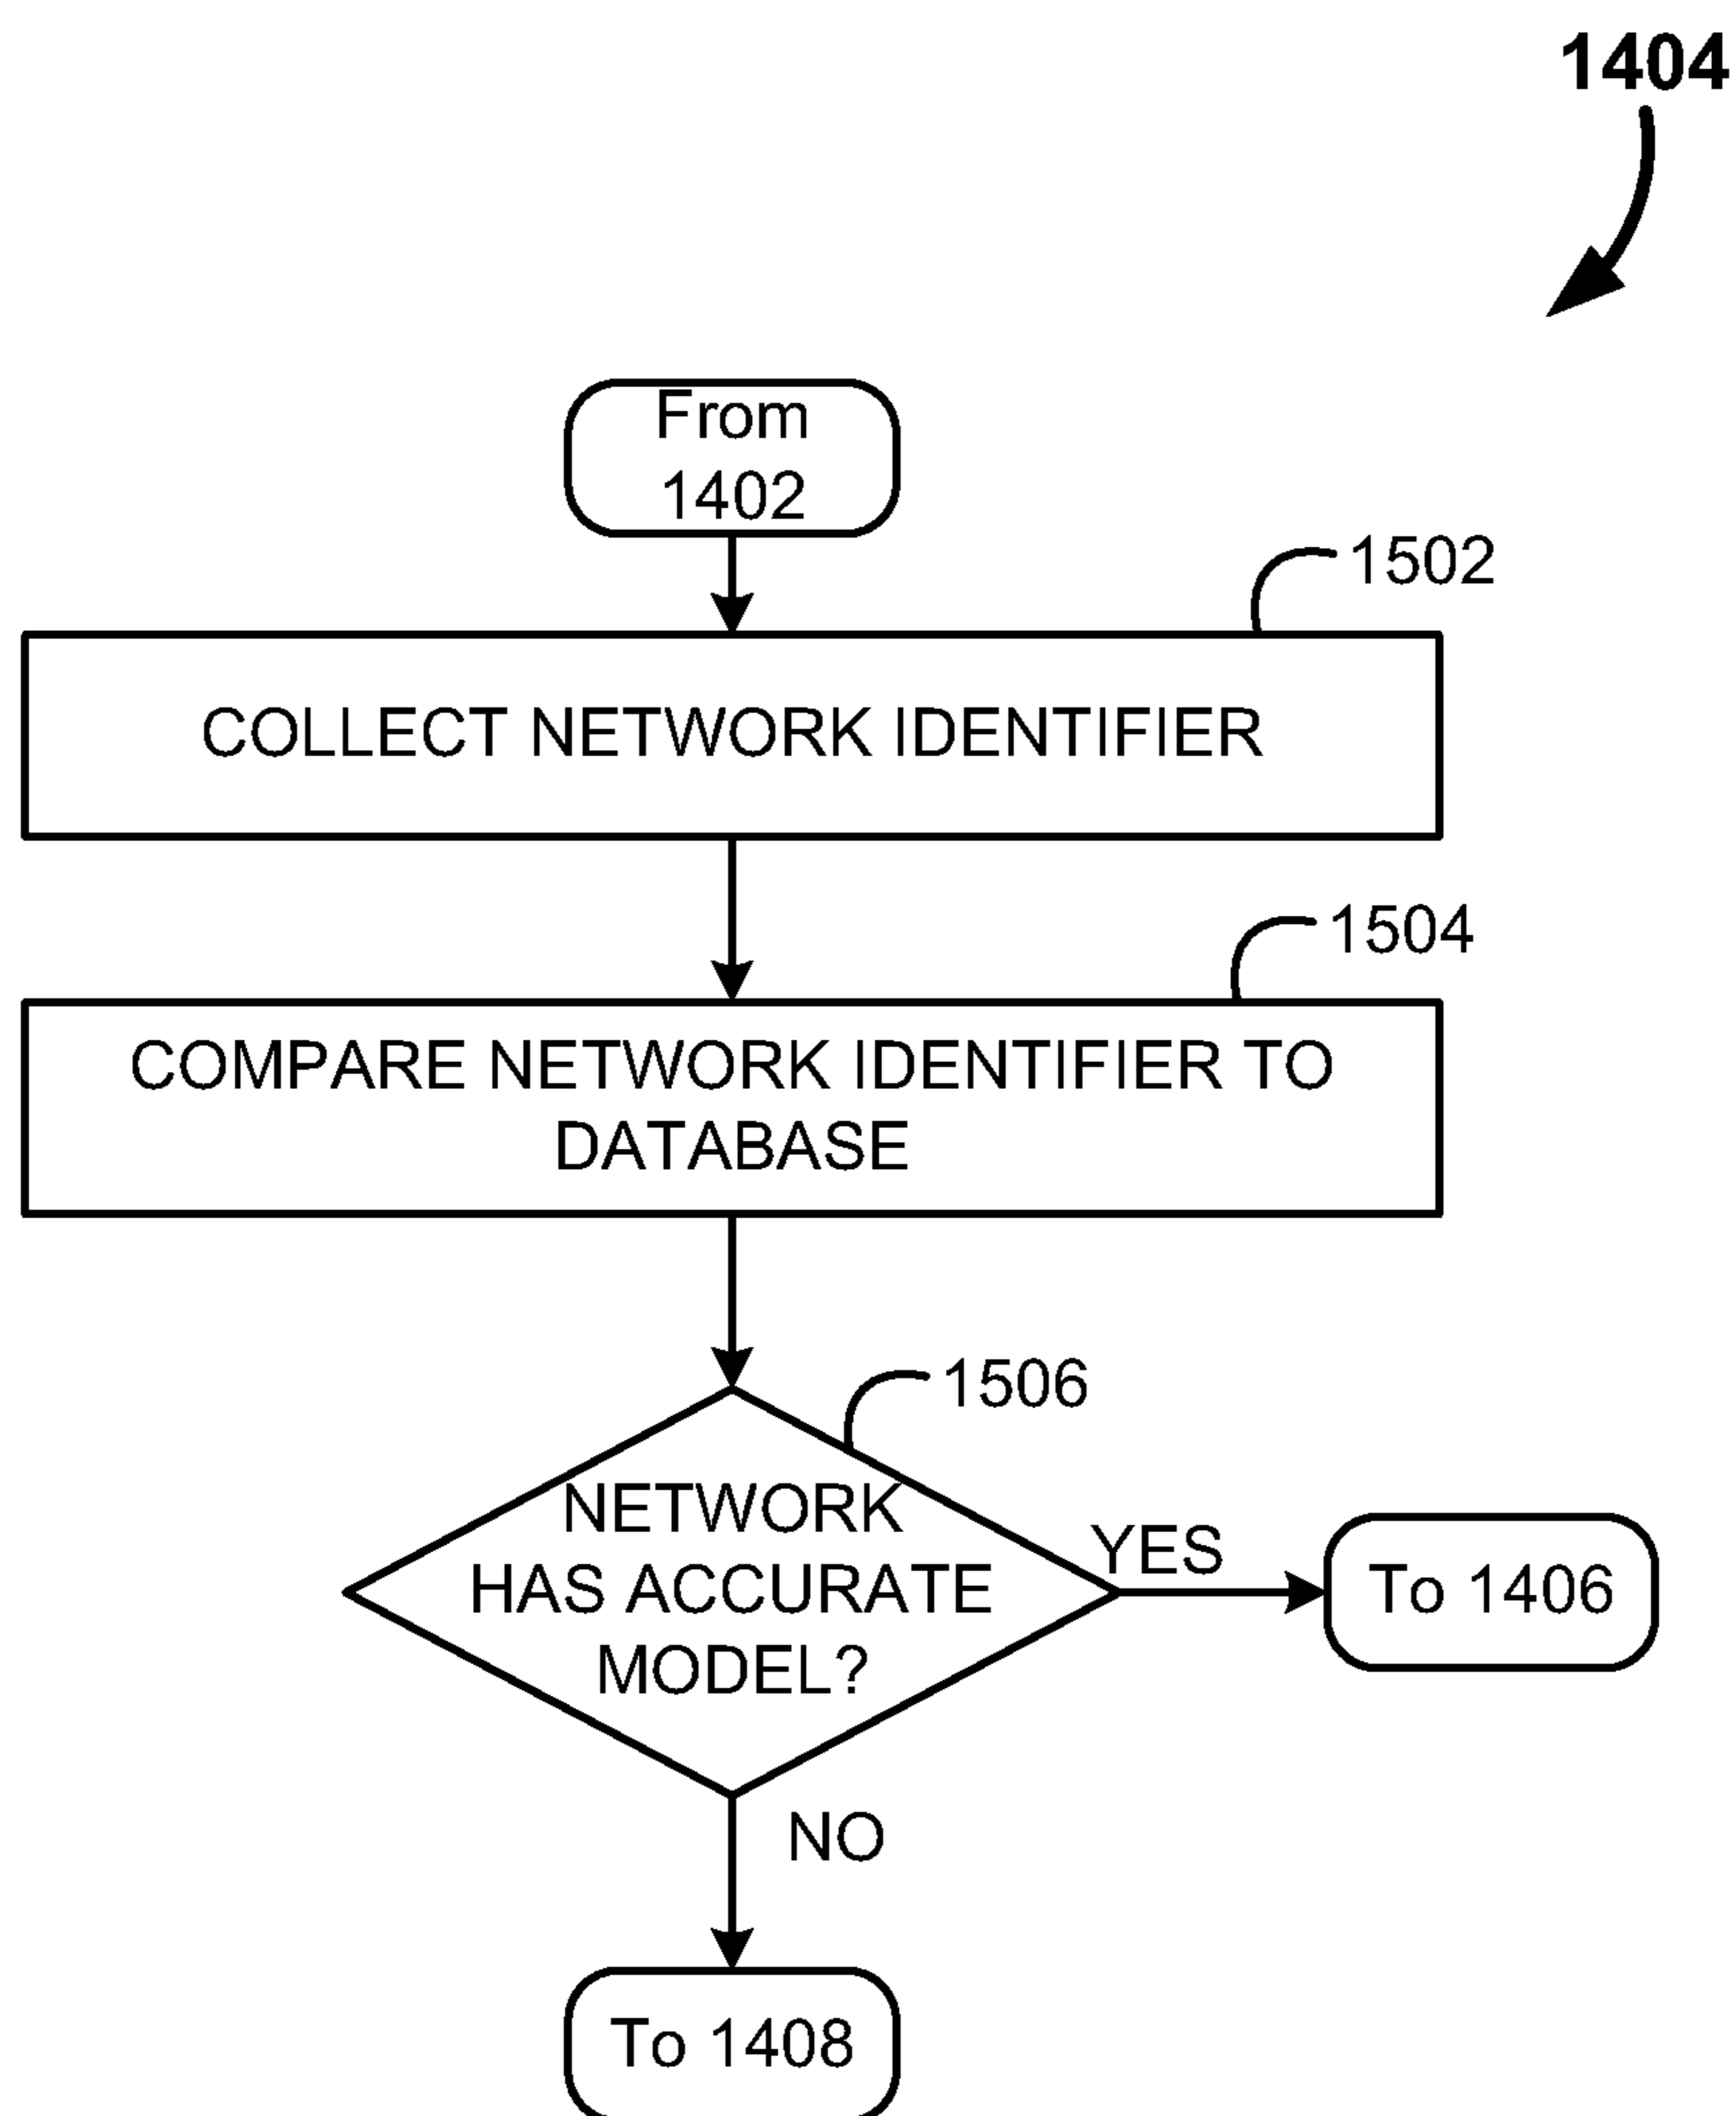 1404
From
1402
1502
COLLECT NETWORK IDENTIFIER
1504
COMPARE NETWORK IDENTIFIER TO
DATABASE
1506
NETWORK
HAS ACCURATE
MODEL?
YES
To 1406
NO
To 1408